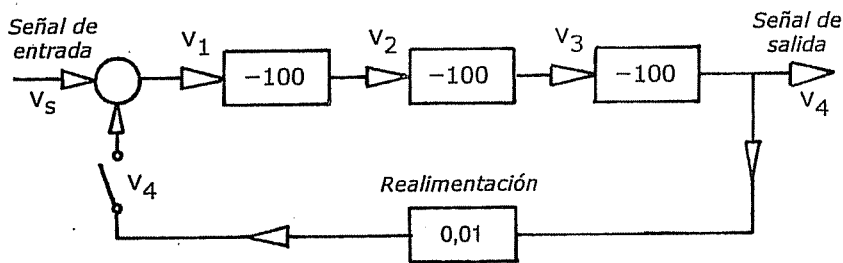 Señal de
entrada
v1
v2
v3
Señal de
salida
−100
−100
−100
vs
v4
v4
Realimentación
0,01